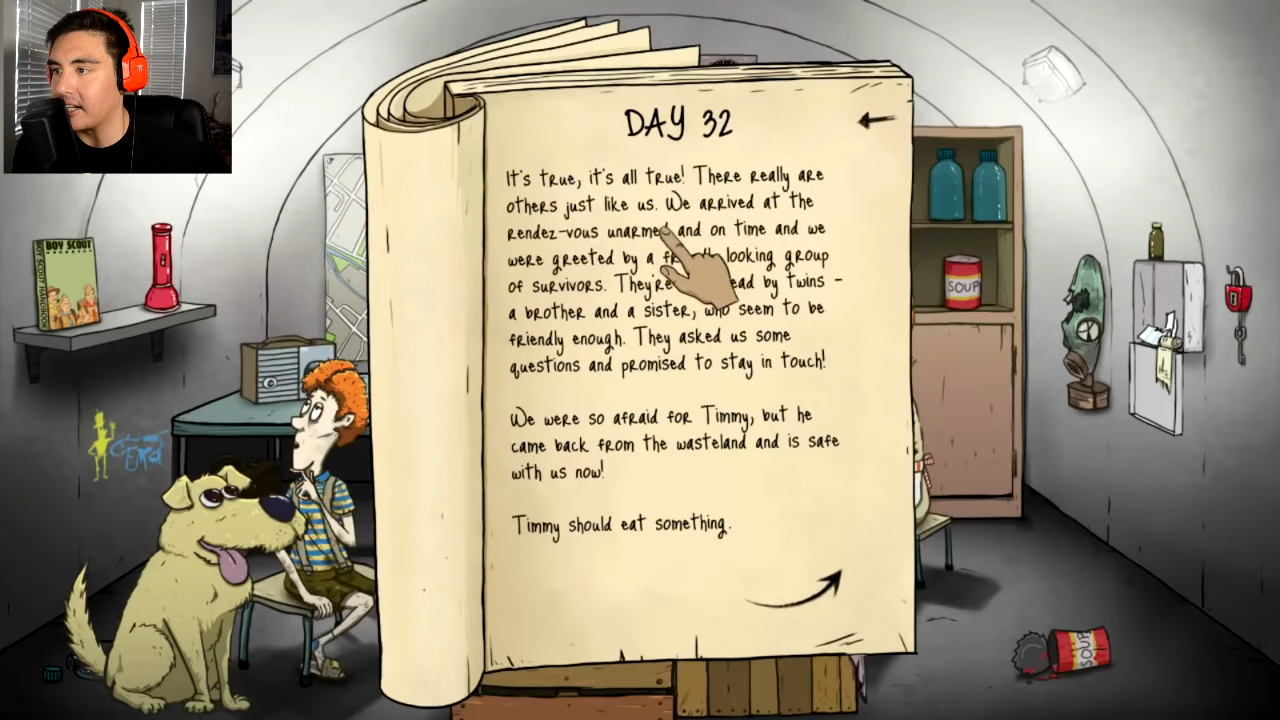 DAY 32
It's true, it's all true! There really are
others just like us. We arrived at the
rendez-vous unarmed and on time and we
were greeted by a looking group
of survivors. They're lead by twins -
a brother and a sister, who seem to be
friendly enough. They asked us some
questions and promised to stay in touch!
We were so afraid for Timmy, but he
came back from the wasteland and is safe
with us now!
Timmy should eat something.
BOY SCOUT
BOY SCOUT HANDBOOK
SOUP
SOUP